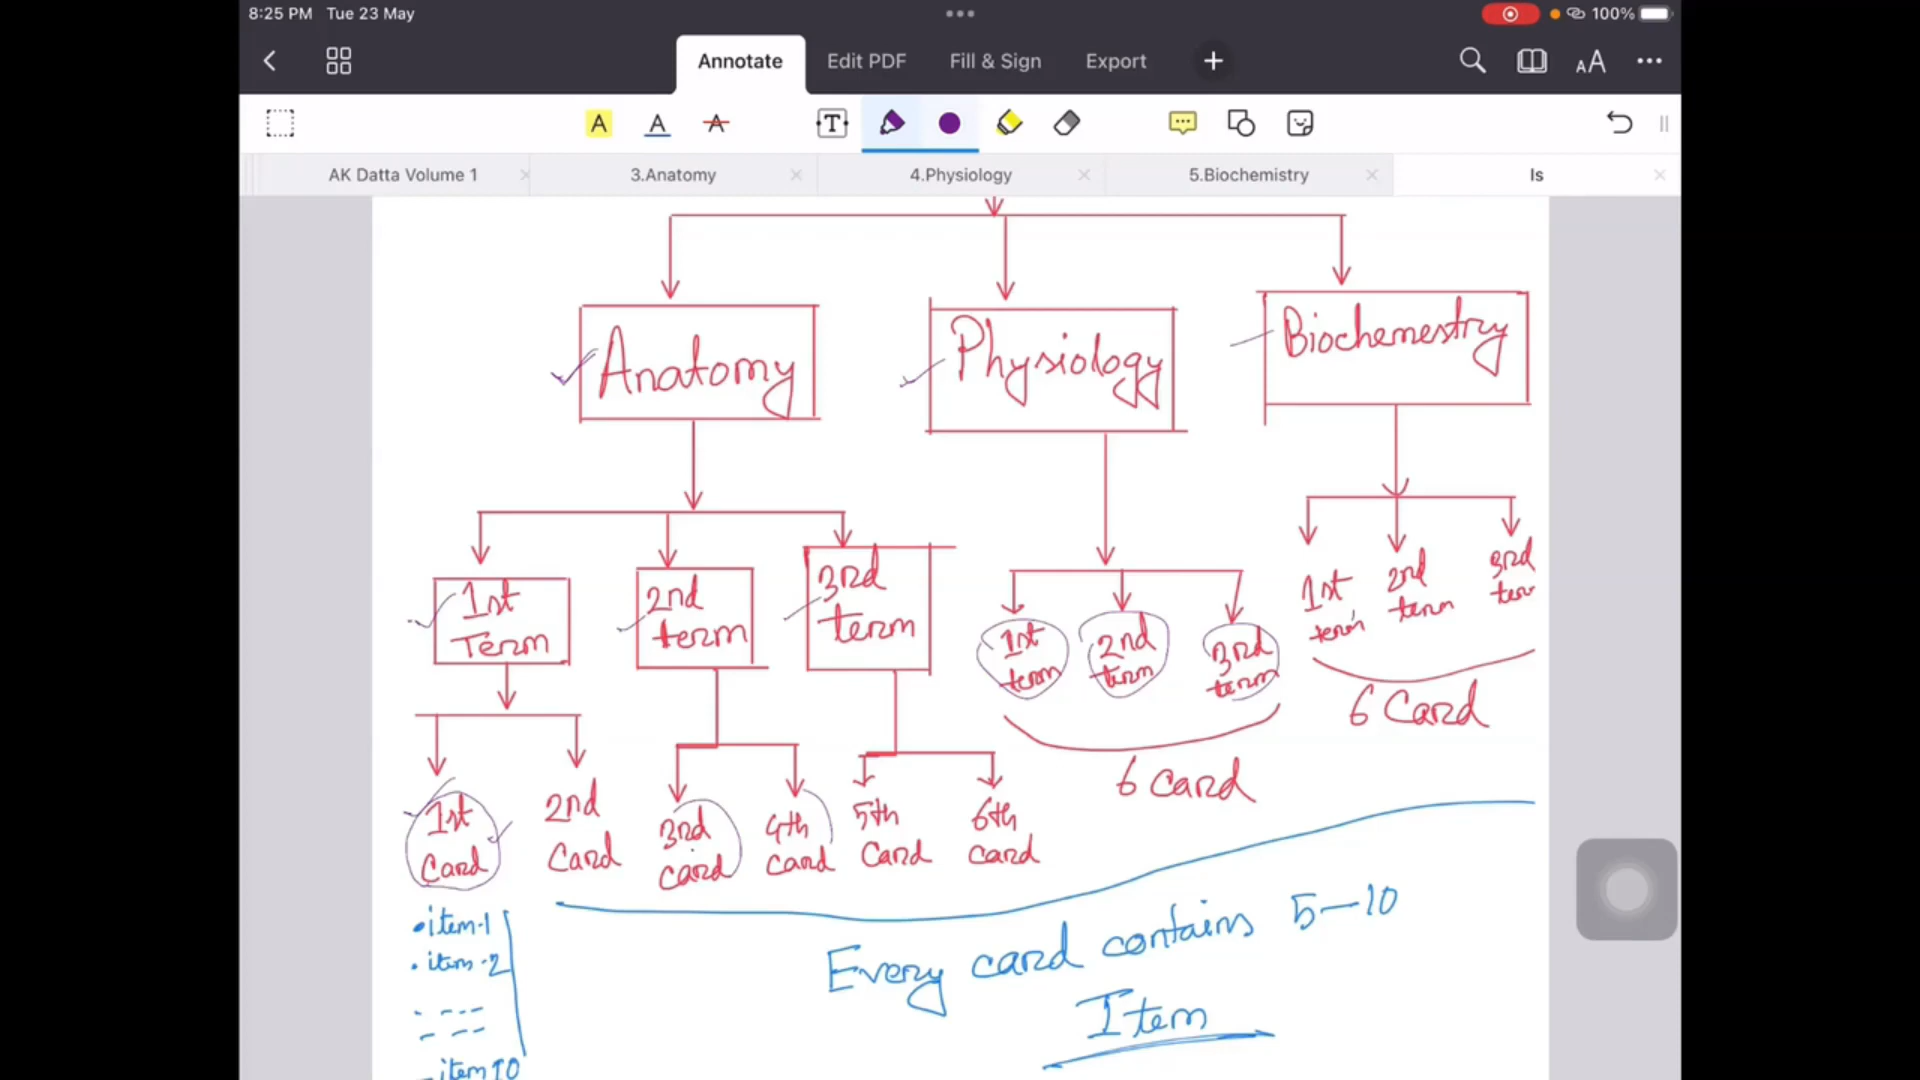 8:25 PM Tue 23 May
100%
Annotate
Edit PDF
Fill & Sign
Export
AA
A A A T
AK Datta Volume 1
3.Anatomy
4.Physiology
5.Biochemistry
Is
Anatomy
Physiology
Biochemestry
1st
Term
2nd
term
3rd
term
1st
term
2nd
term
3rd
term
1st
term
2nd
term
3rd
term
6 Card
6 Card
1st
Card
2nd
Card
3rd
card
4th
card
5th
Card
6th
card
•item-1
•item-2
item 10
Every card contains 5-10
Item